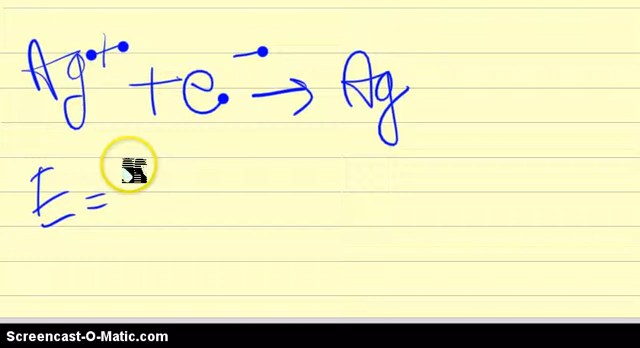 Ag⁺ + e⁻ → Ag
E =
Screencast-O-Matic.com